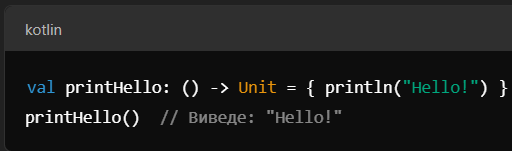 kotlin
val printHello: () -> Unit = { println("Hello!") }
printHello()  // Виведе: "Hello!"